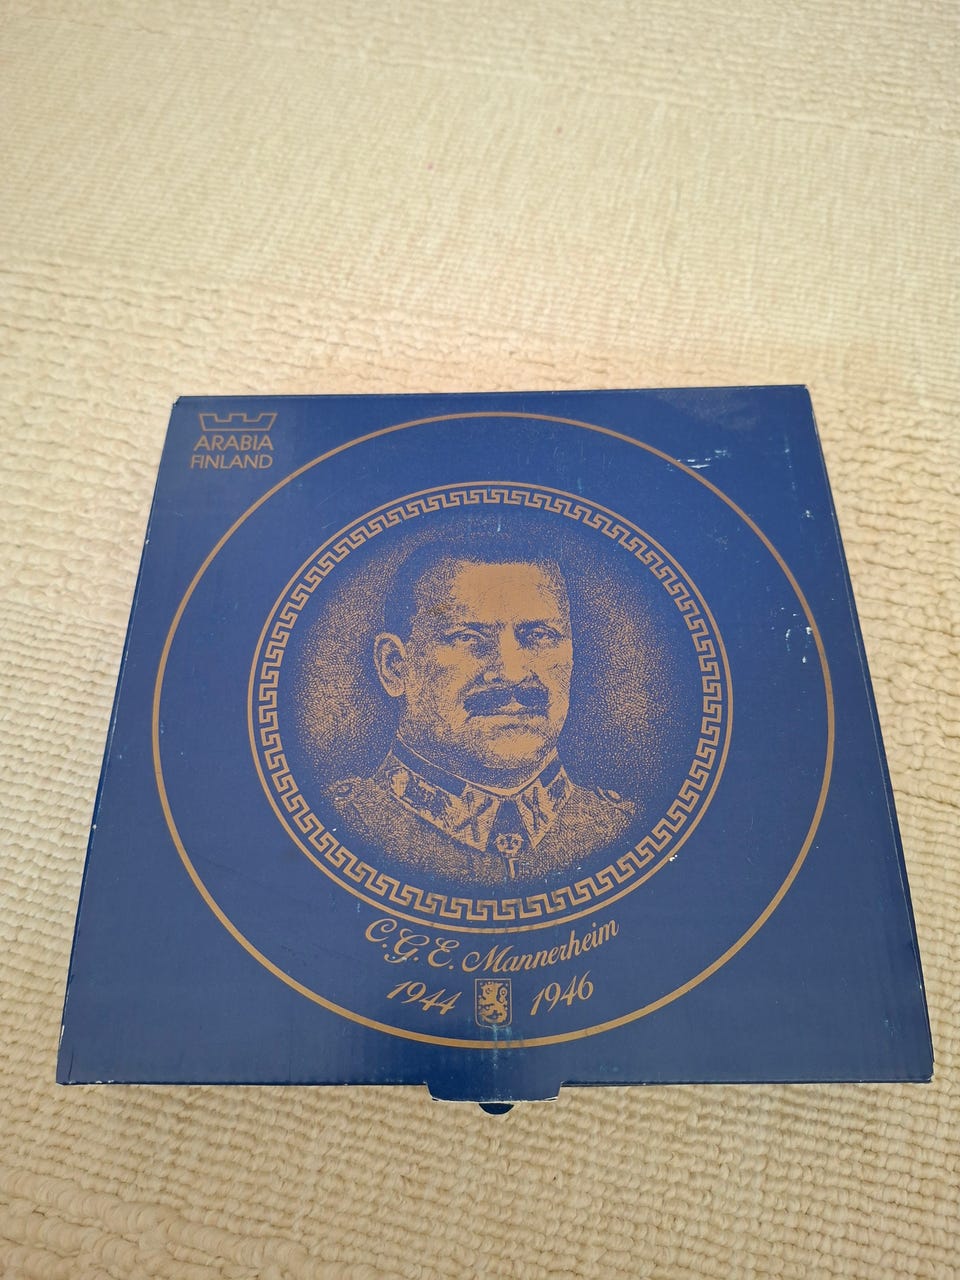 ARABIA
FINLAND
C.G.E. Mannerheim
1944 1946